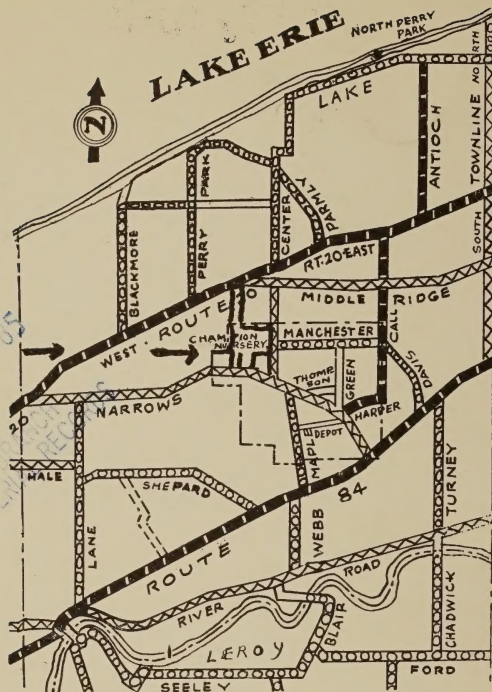 LAKE ERIE
NORTH PERRY
PARK
N
LAKE
ANTIOCH
NORTH
TOWNLINE
SOUTH
PARK
PERRY
BLACKMORE
CENTER
PARMLY
RT. 20 EAST
MIDDLE RIDGE
WEST · ROUTE 20
CHAMPION
NURSERY
MANCHESTER
CALL
DAVIS
THOMPSON
GREEN
HARPER
20
NARROWS
MAPLE
DEPOT
HALE
SHEPARD
LANE
WEBB
84
TURNEY
ROUTE
ROAD
RIVER
BLAIR
CHADWICK
LEROY
FORD
SEELEY